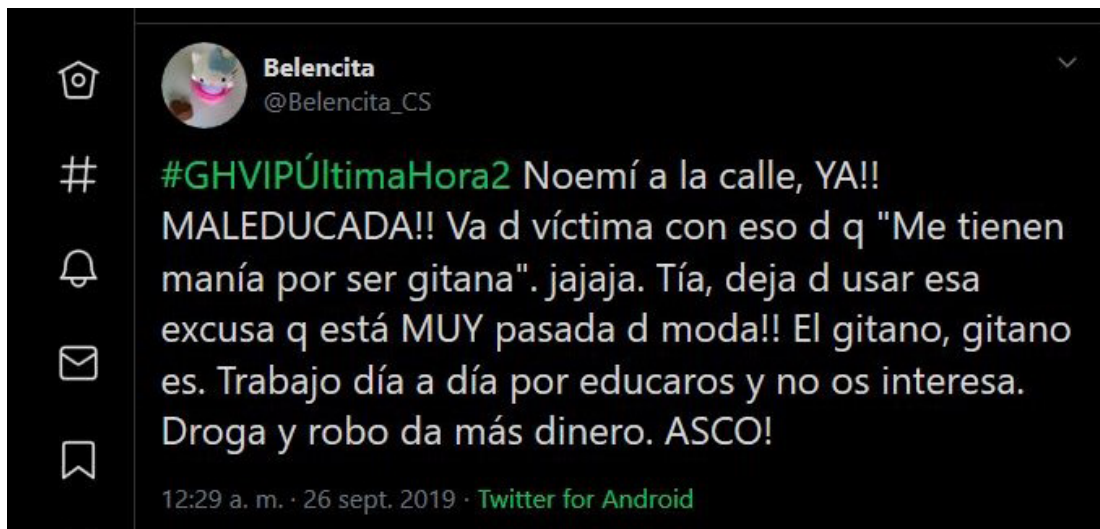 Belencita
@Belencita_CS
#GHVIPÚltimaHora2 Noemí a la calle, YA!!
MALEDUCADA!! Va d víctima con eso d q "Me tienen
manía por ser gitana". jajaja. Tía, deja d usar esa
excusa q está MUY pasada d moda!! El gitano, gitano
es. Trabajo día a día por educaros y no os interesa.
Droga y robo da más dinero. ASCO!
12:29 a. m. · 26 sept. 2019 · Twitter for Android